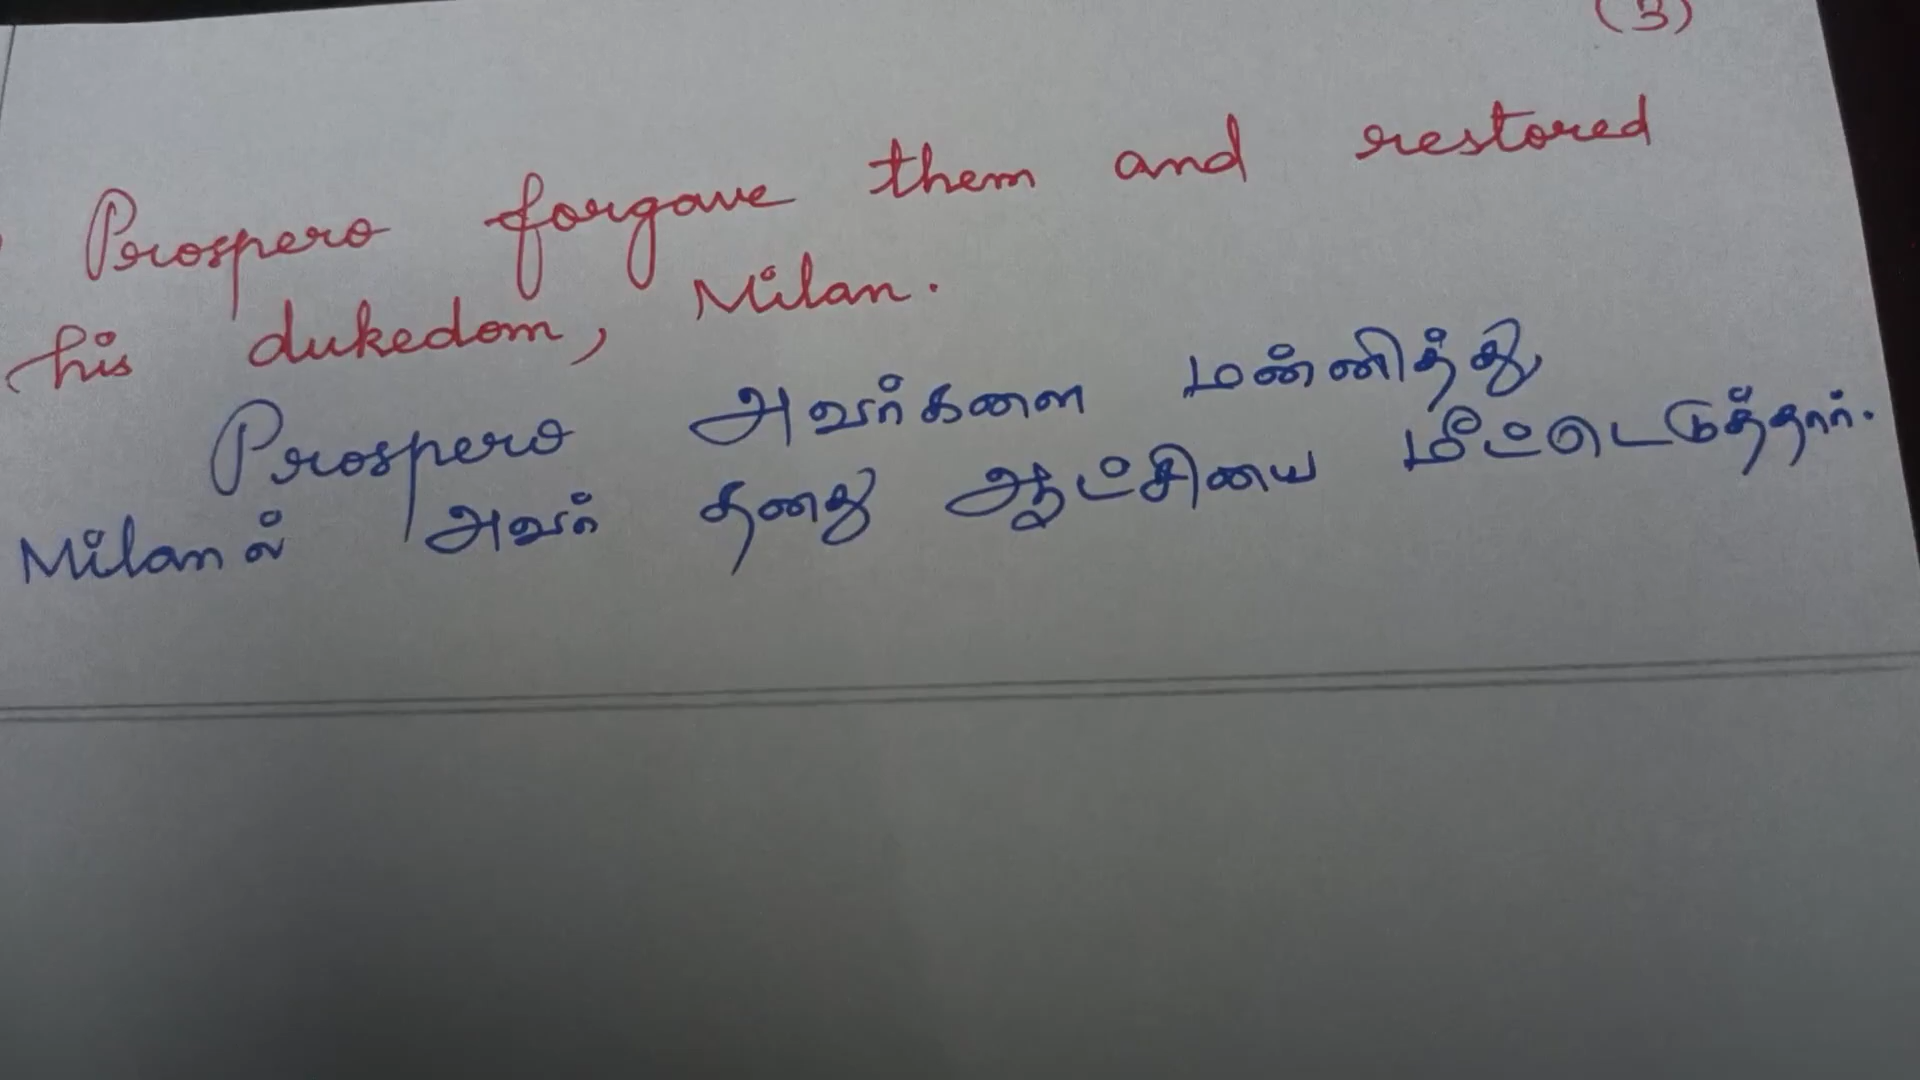 (3)
Prospero forgave them and restored
his dukedom, Milan.
Prospero அவர்களை மன்னித்து
Milanல் அவர் தனது ஆட்சியை மீட்டெடுத்தார்.